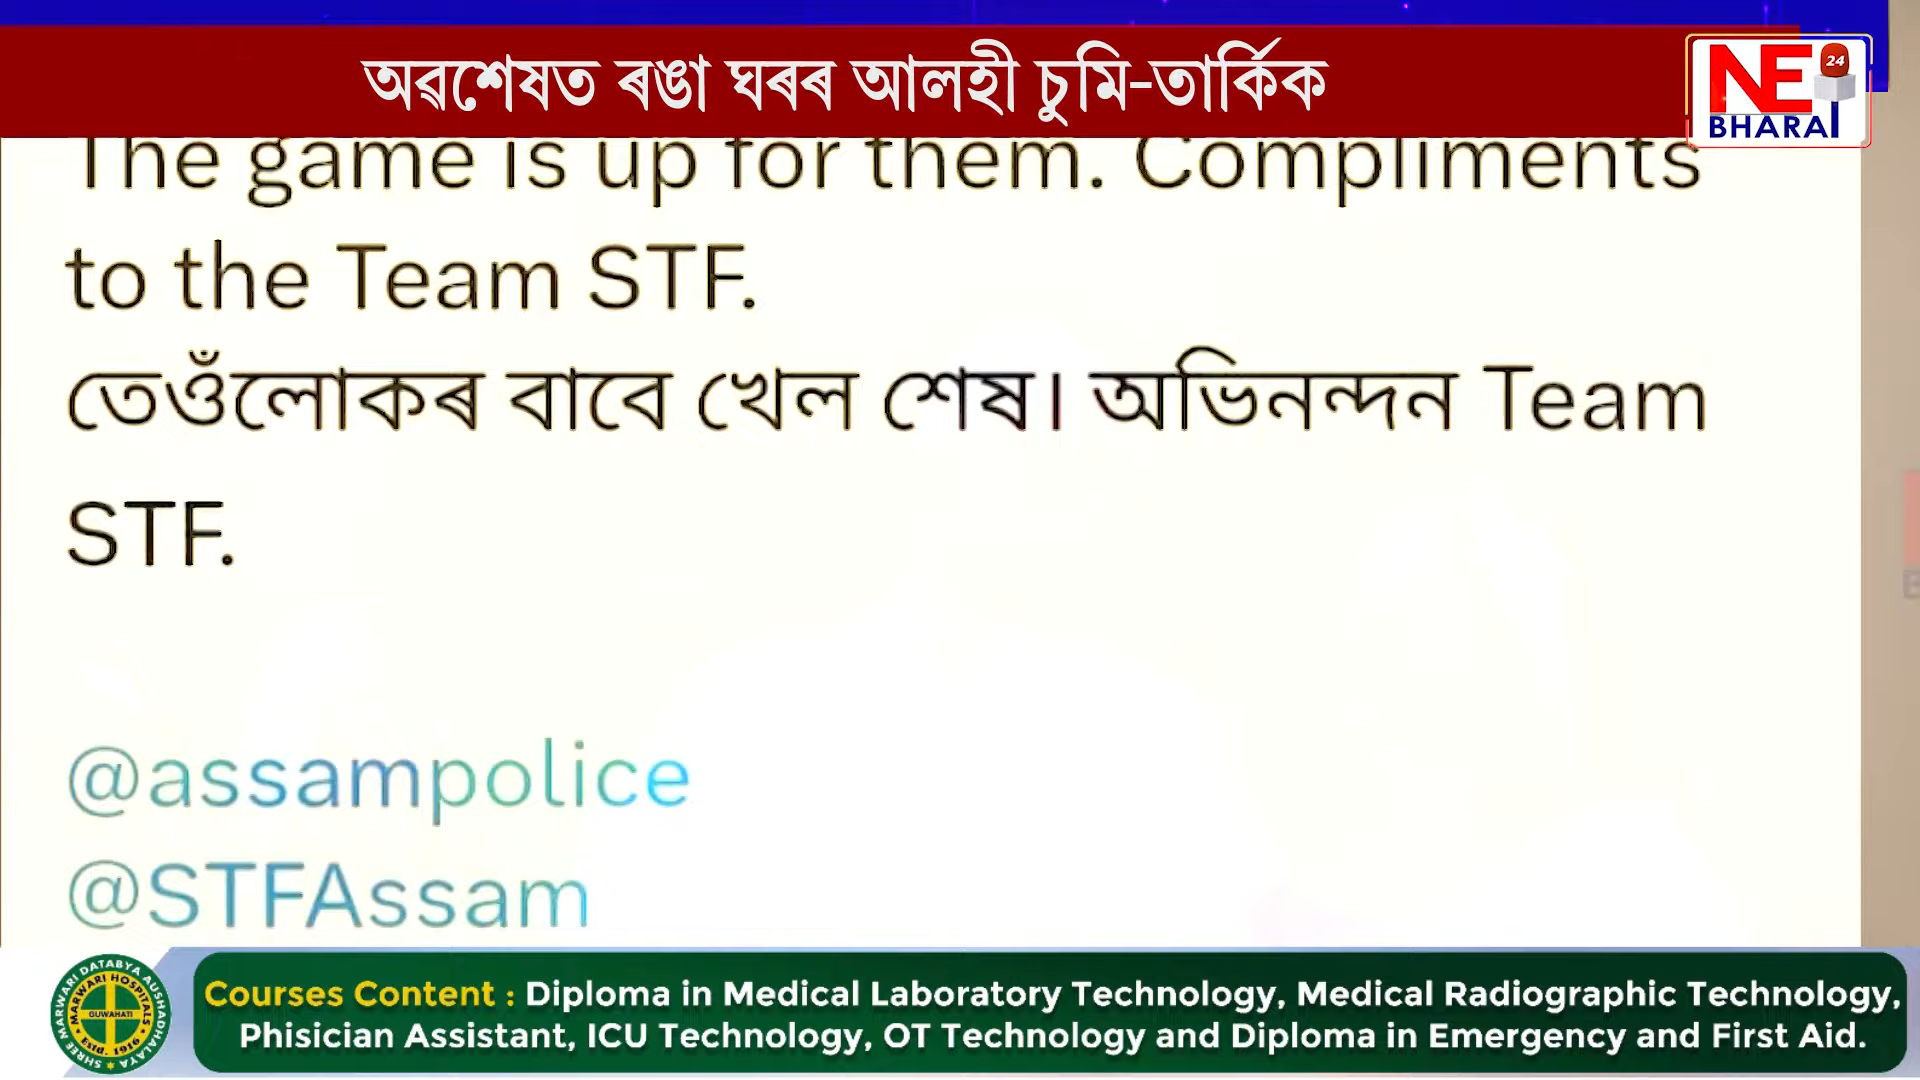 অৱশেষত ৰঙা ঘৰৰ আলহী চুমি-তাৰ্কিক
NE 24
BHARAT
The game is up for them. Compliments
to the Team STF.
তেওঁলোকৰ বাবে খেল শেষ। অভিনন্দন Team
STF.
@assampolice
@STFAssam
SHREE MARWARI DATABYA AUSHADHALAYA
MARWARI HOSPITALS
GUWAHATI
ESTD. 1916
Courses Content : Diploma in Medical Laboratory Technology, Medical Radiographic Technology,
Phisician Assistant, ICU Technology, OT Technology and Diploma in Emergency and First Aid.